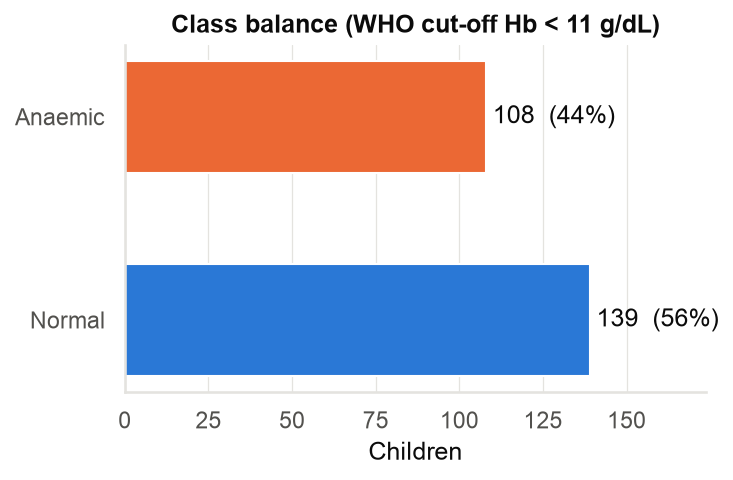 Class balance (WHO cut-off Hb < 11 g/dL)
Anaemic
108 (44%)
Normal
139 (56%)
0 25 50 75 100 125 150
Children